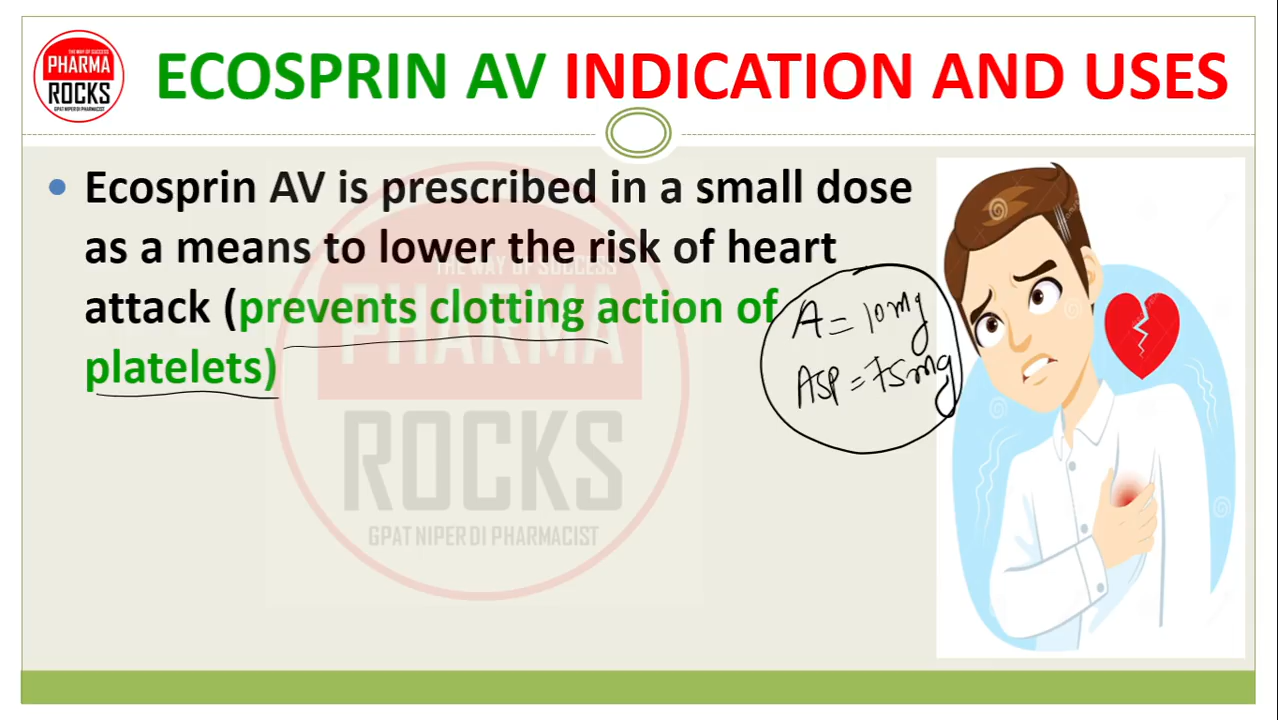 THE WAY OF SUCCESS
PHARMA
ROCKS
GPAT NIPER DI PHARMACIST
ECOSPRIN AV INDICATION AND USES
• Ecosprin AV is prescribed in a small dose
as a means to lower the risk of heart
attack (prevents clotting action of
platelets)
A = 10mg
ASP = 75mg
THE WAY OF SUCCESS
PHARMA
ROCKS
GPAT NIPER DI PHARMACIST